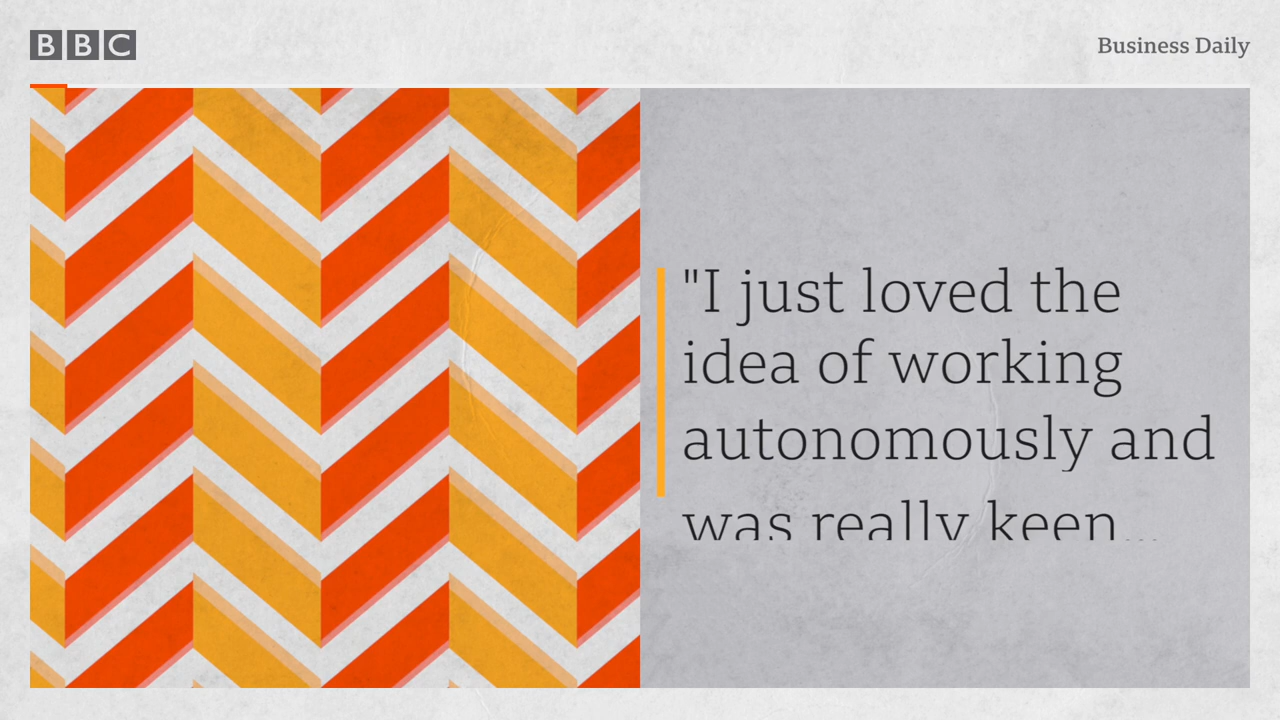 BBC
Business Daily
"I just loved the
idea of working
autonomously and
was really keen